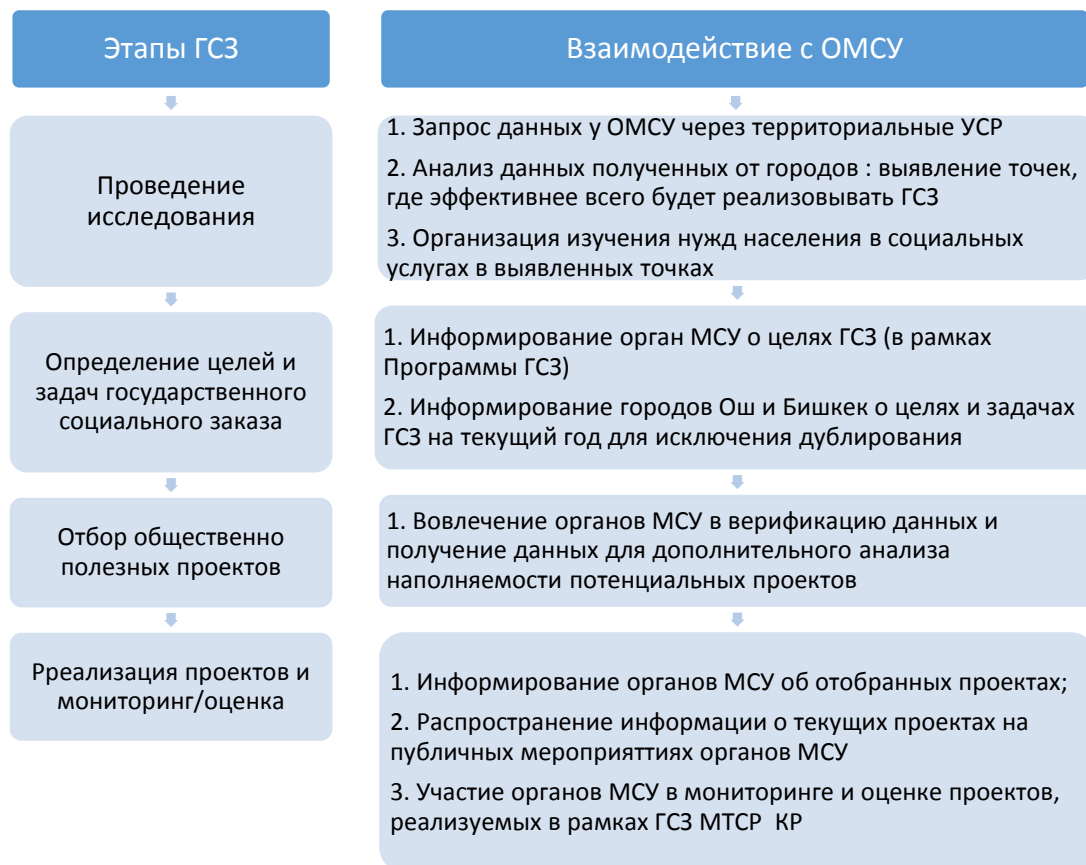 Этапы ГСЗ
Взаимодействие с ОМСУ
Проведение
исследования
1. Запрос данных у ОМСУ через территориальные УСР
2. Анализ данных полученных от городов : выявление точек,
где эффективнее всего будет реализовывать ГСЗ
3. Организация изучения нужд населения в социальных
услугах в выявленных точках
Определение целей и
задач государственного
социального заказа
1. Информирование орган МСУ о целях ГСЗ (в рамках
Программы ГСЗ)
2. Информирование городов Ош и Бишкек о целях и задачах
ГСЗ на текущий год для исключения дублирования
Отбор общественно
полезных проектов
1. Вовлечение органов МСУ в верификацию данных и
получение данных для дополнительного анализа
наполняемости потенциальных проектов
Рреализация проектов и
мониторинг/оценка
1. Информирование органов МСУ об отобранных проектах;
2. Распространение информации о текущих проектах на
публичных мероприяттиях органов МСУ
3. Участие органов МСУ в мониторинге и оценке проектов,
реализуемых в рамках ГСЗ МТСР КР